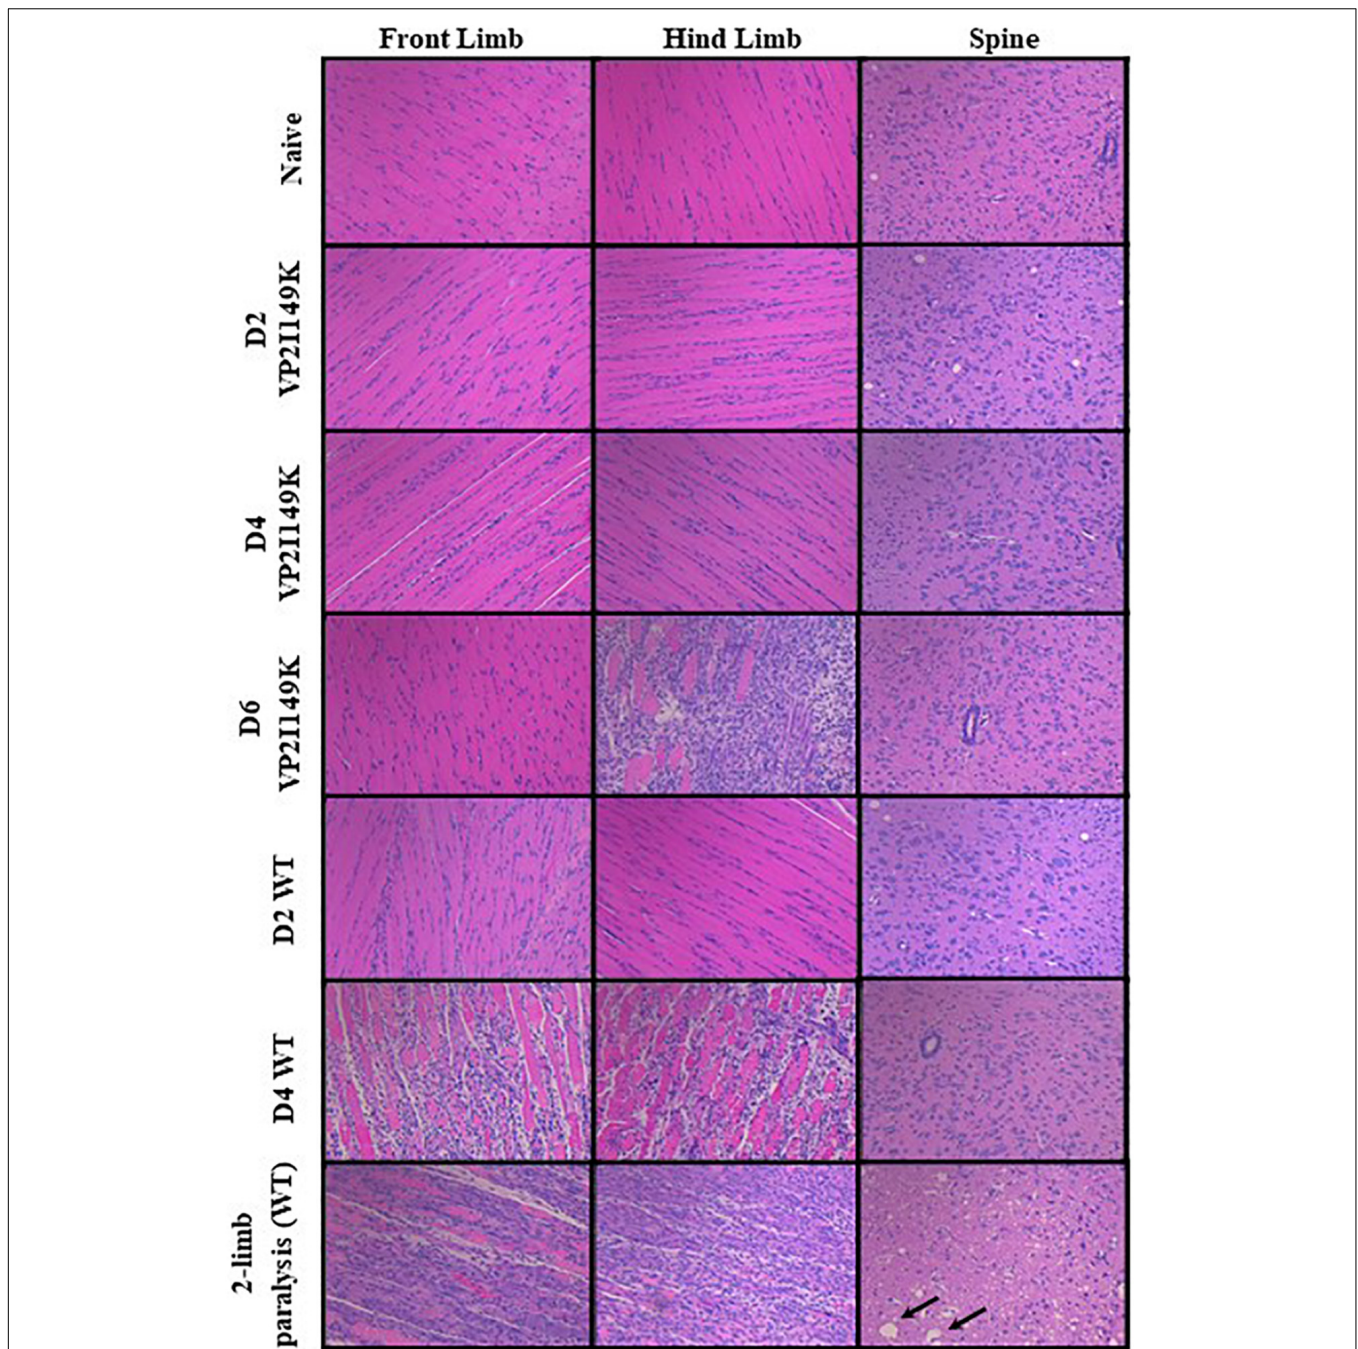 Front Limb
Hind Limb
Spine
Naive
D2
VP2I149K
D4
VP2I149K
D6
VP2I149K
D2 WT
D4 WT
2-limb
paralysis (WT)